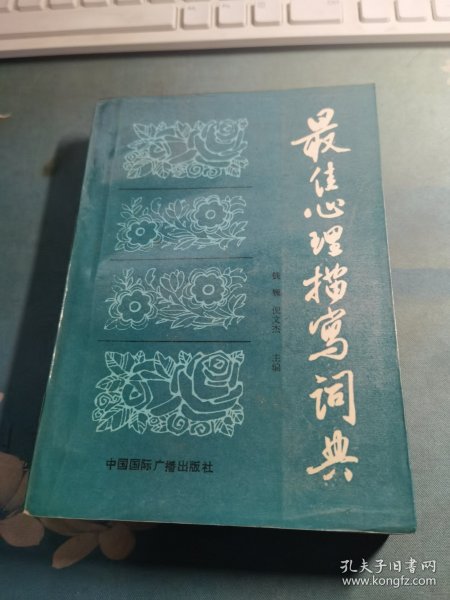 最佳心理描写词典
钱巍 倪文杰 主编
中国国际广播出版社
孔夫子旧书网
www.kongfz.com